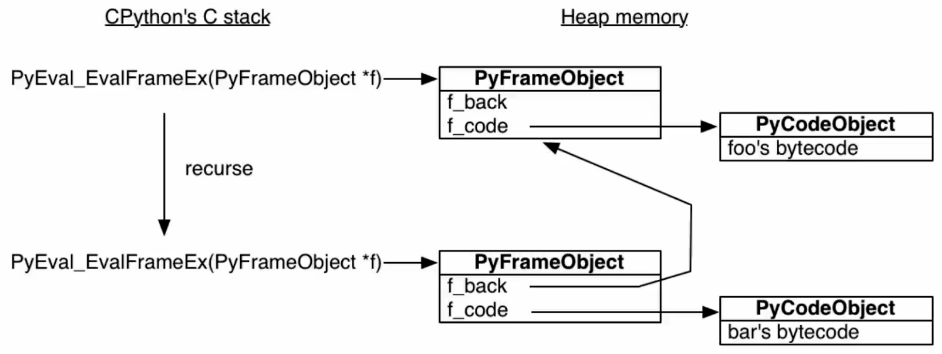 CPython's C stack
Heap memory
PyEval_EvalFrameEx(PyFrameObject *f)
PyFrameObject
f_back
f_code
PyCodeObject
foo's bytecode
recurse
PyEval_EvalFrameEx(PyFrameObject *f)
PyFrameObject
f_back
f_code
PyCodeObject
bar's bytecode